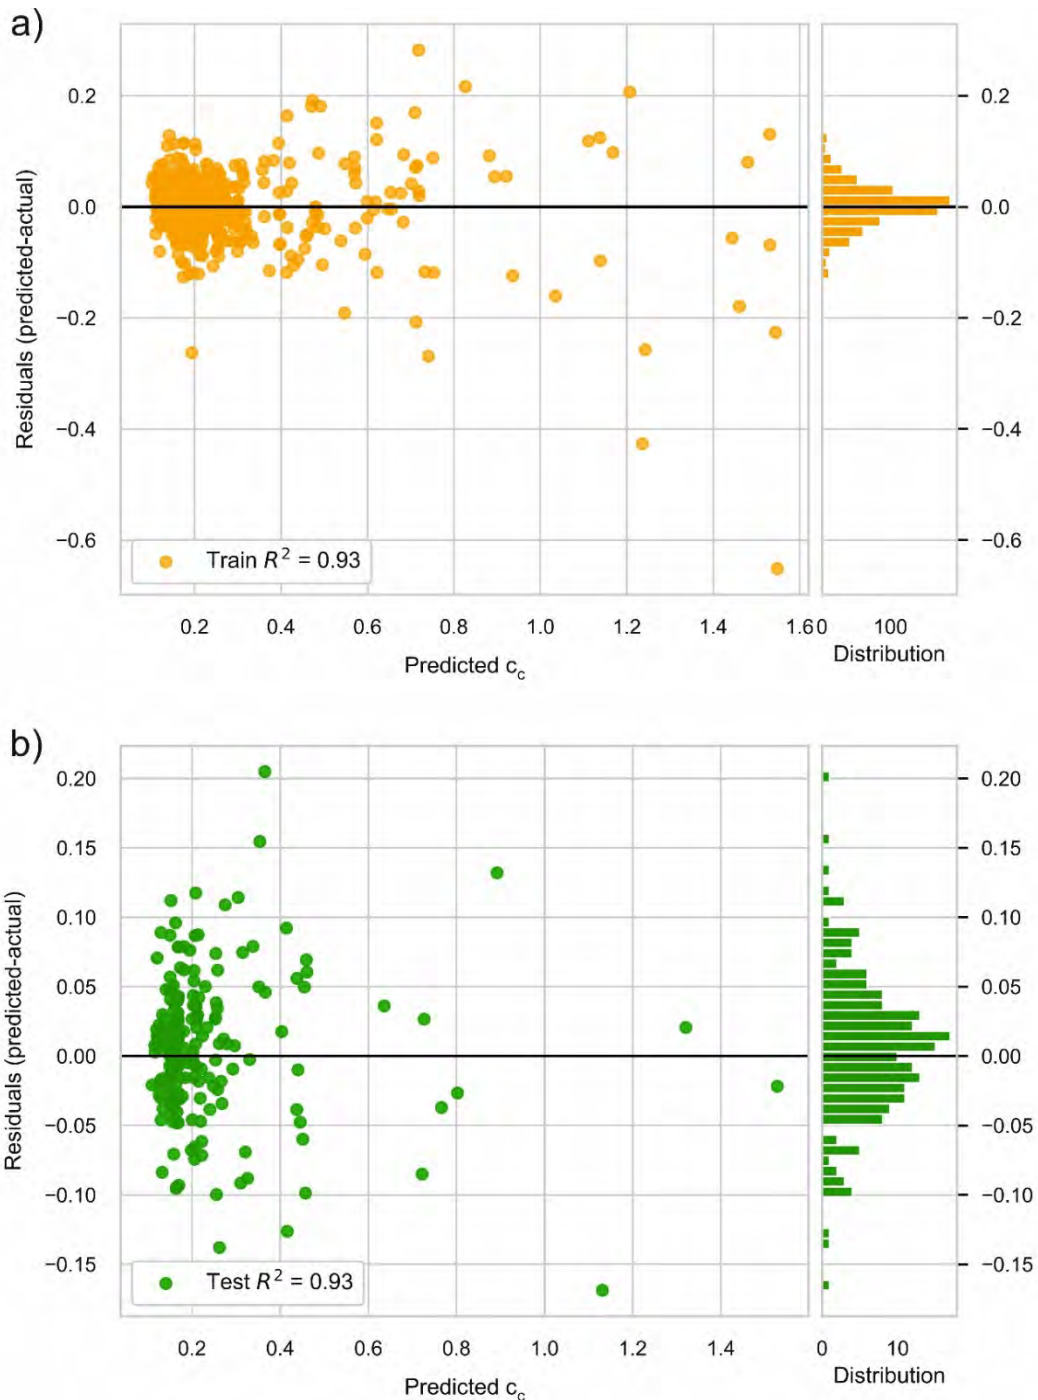 a)
Residuals (predicted-actual)
0.2
0.0
−0.2
−0.4
−0.6
Train R² = 0.93
0.2 0.4 0.6 0.8 1.0 1.2 1.4 1.6
Predicted c_c
0.2
0.0
−0.2
−0.4
−0.6
0 100
Distribution
b)
Residuals (predicted-actual)
0.20
0.15
0.10
0.05
0.00
−0.05
−0.10
−0.15
Test R² = 0.93
0.2 0.4 0.6 0.8 1.0 1.2 1.4
Predicted c_c
0.20
0.15
0.10
0.05
0.00
−0.05
−0.10
−0.15
0 10
Distribution